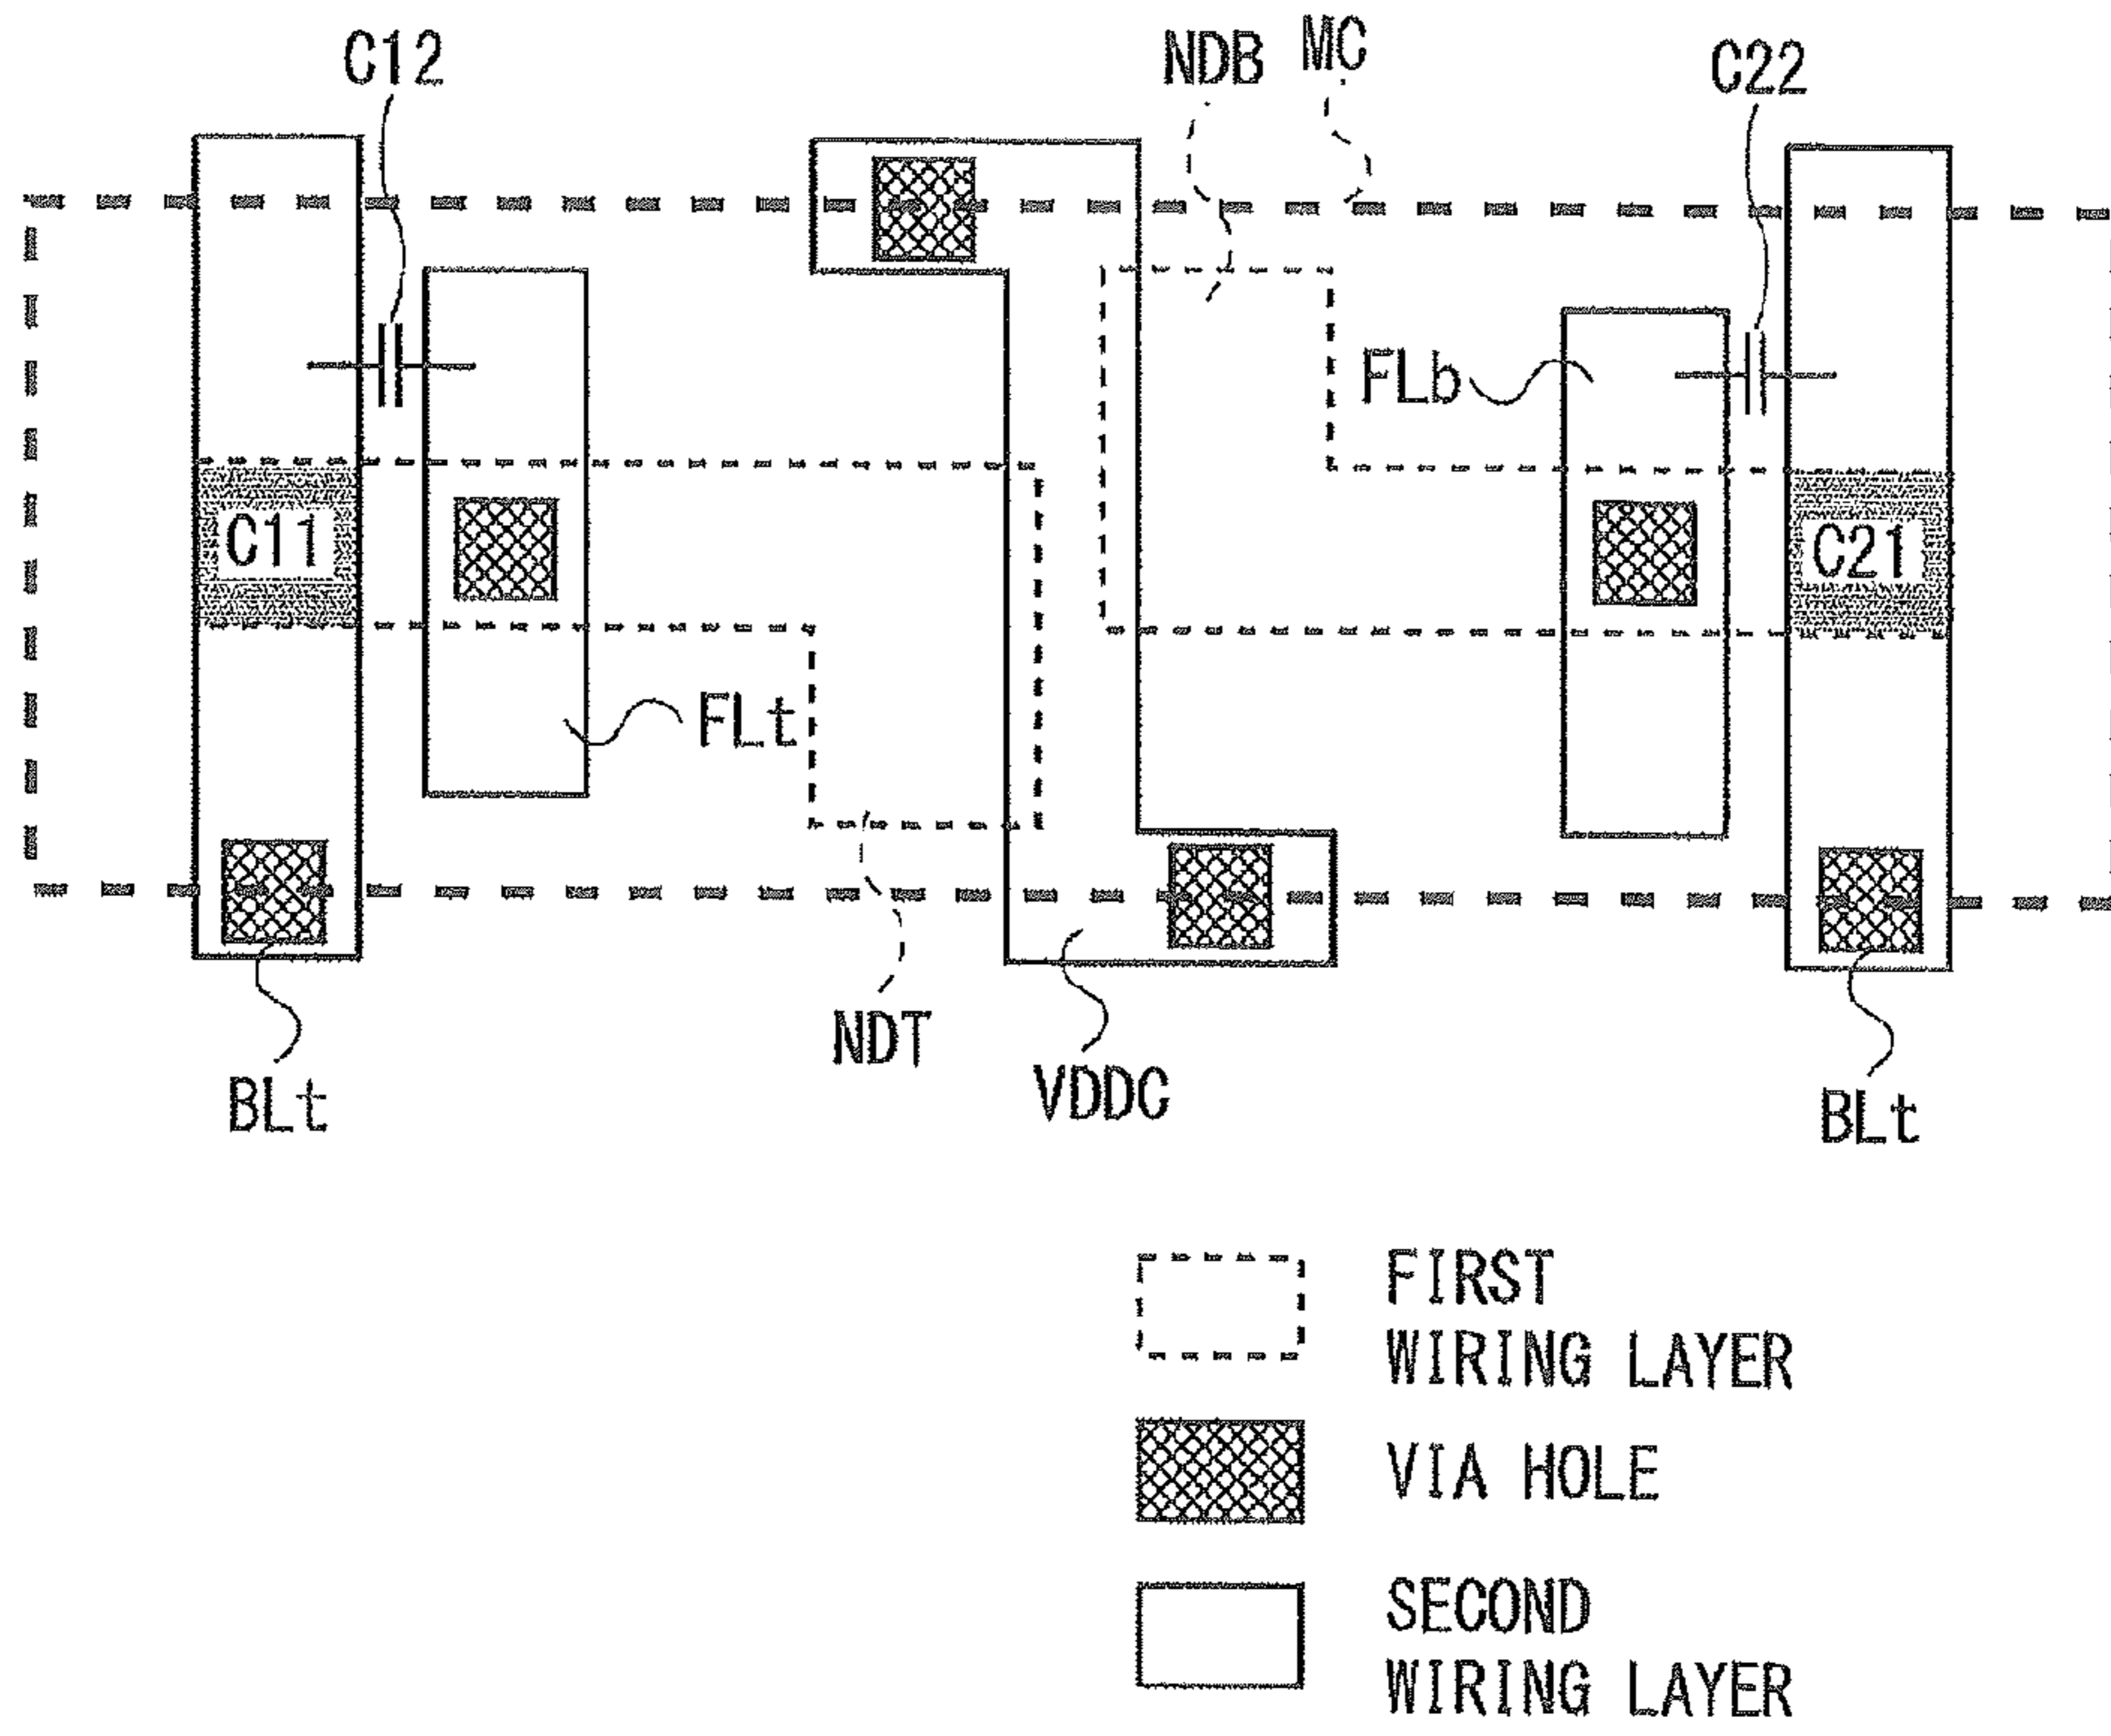 C12
NDB
MC
C22
FLb
C11
C21
FLt
NDT
VDDC
BLt
BLt
FIRST
WIRING LAYER
VIA HOLE
SECOND
WIRING LAYER